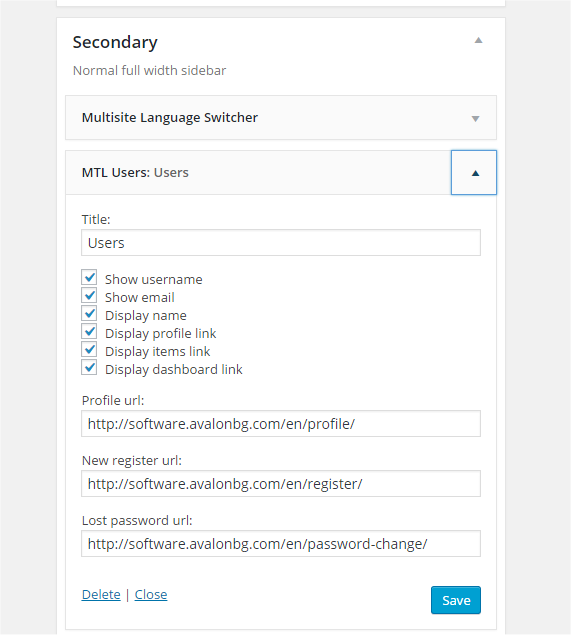 Secondary
Normal full width sidebar
Multisite Language Switcher
MTL Users: Users
Title:
Users
Show username
Show email
Display name
Display profile link
Display items link
Display dashboard link
Profile url:
http://software.avalonbg.com/en/profile/
New register url:
http://software.avalonbg.com/en/register/
Lost password url:
http://software.avalonbg.com/en/password-change/
Delete | Close
Save